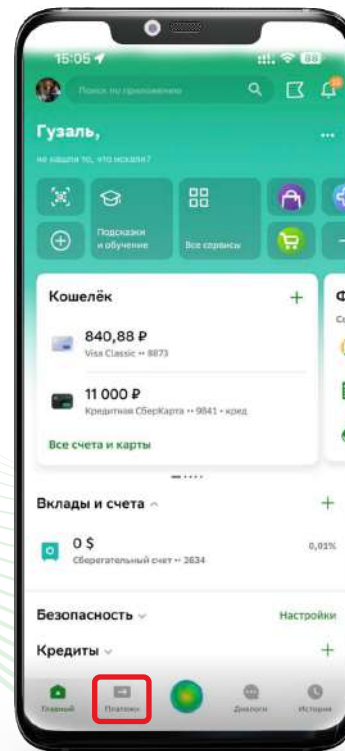 15:05
88
Поиск по приложению
Гузаль,
не нашли то, что искали?
Подсказки
и обучение
Все сервисы
Кошелёк
+
840,88 ₽
Visa Classic •• 8873
11 000 ₽
Кредитная СберКарта •• 9841 • кред
Все счета и карты
Вклады и счета
+
0 $
0,01%
Сберегательный счет •• 2634
Безопасность
Настройки
Кредиты
+
Главный
Платежи
Диалоги
История